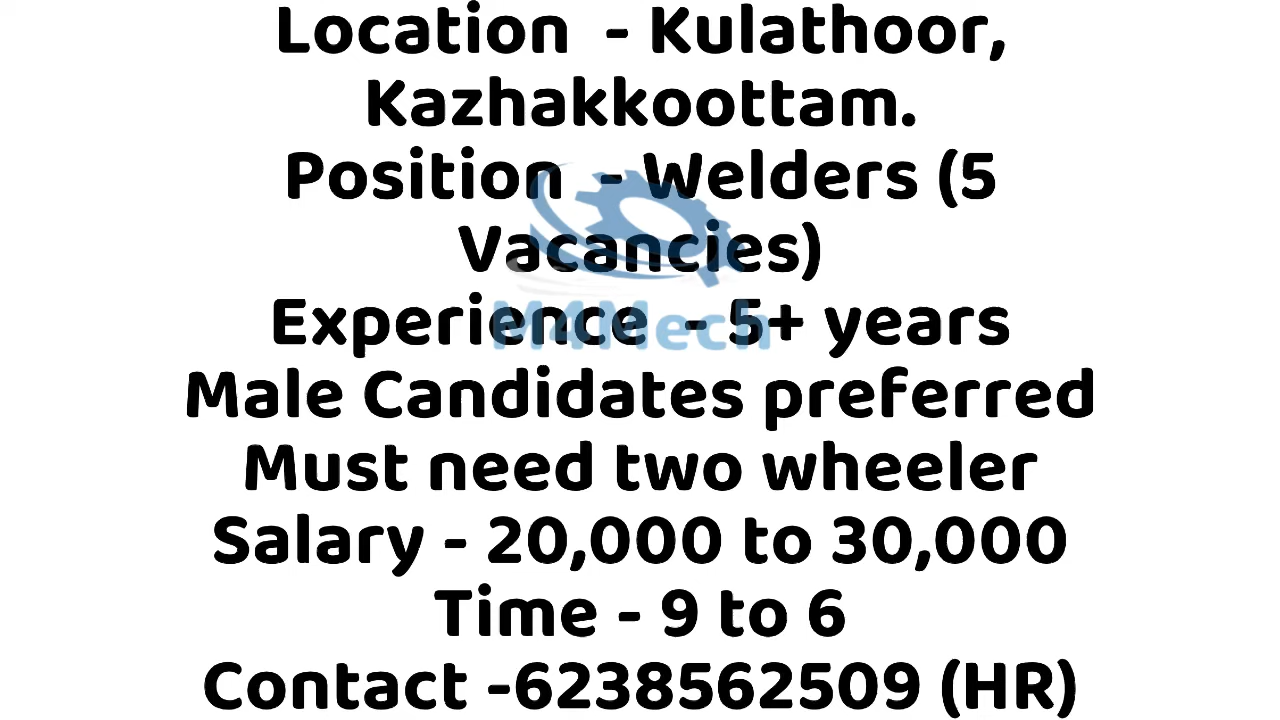 Location - Kulathoor,
Kazhakkoottam.
Position - Welders (5
Vacancies)
Experience - 5+ years
M4Mech
Male Candidates preferred
Must need two wheeler
Salary - 20,000 to 30,000
Time - 9 to 6
Contact -6238562509 (HR)